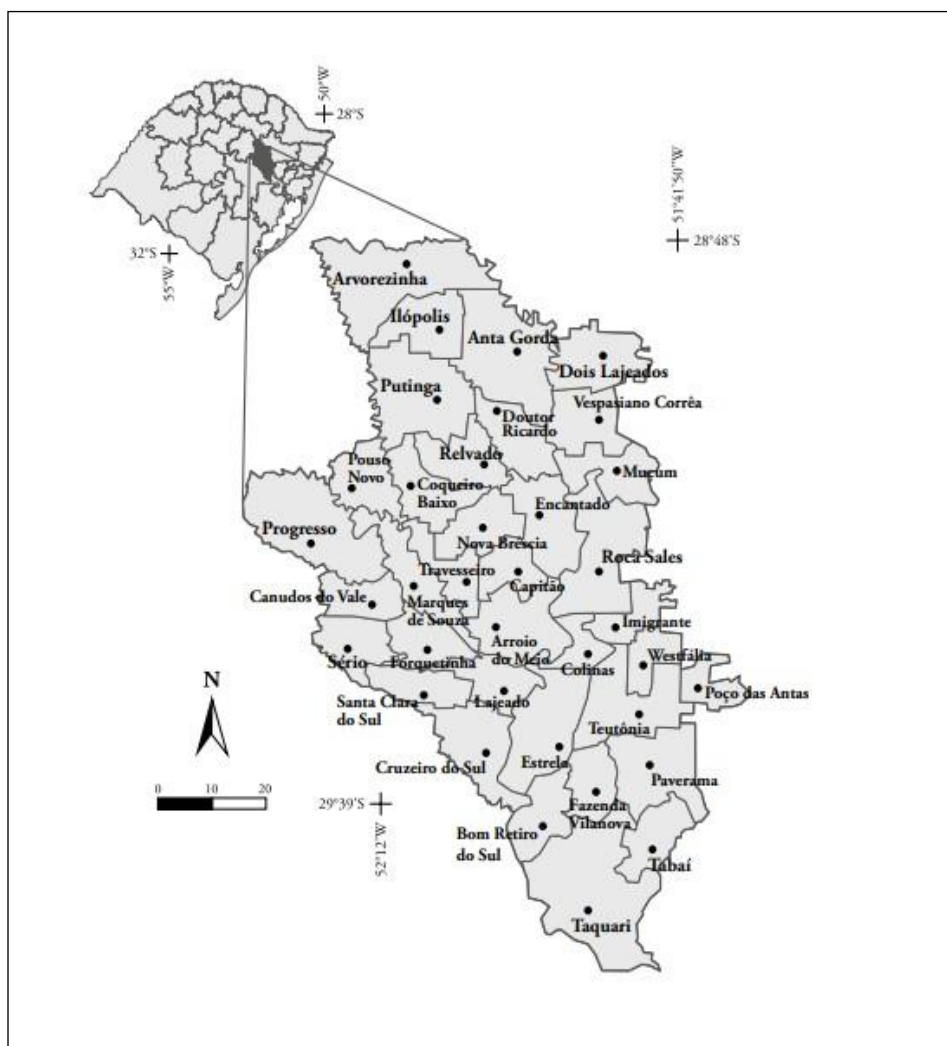 50°W
28°S
51°41'50"W
28°48'S
32°S
55°W
Arvorezinha
Ilópolis
Anta Gorda
Dois Lajeados
Putinga
Vespasiano Corrêa
Doutor
Ricardo
Relvado
Pouso
Novo
Muçum
Coqueiro
Baixo
Encantado
Progresso
Nova Bréscia
Roca Sales
Travesseiro
Capitão
Canudos do Vale
Marques
de Souza
Imigrante
Arroio
do Meio
Westfália
Sério
Forquetinha
Colinas
Poço das Antas
Santa Clara
do Sul
Lajeado
N
Teutônia
Cruzeiro do Sul
Estrela
Paverama
0 10 20
29°39'S
Fazenda
Vilanova
52°12'W
Bom Retiro
do Sul
Tabaí
Taquari